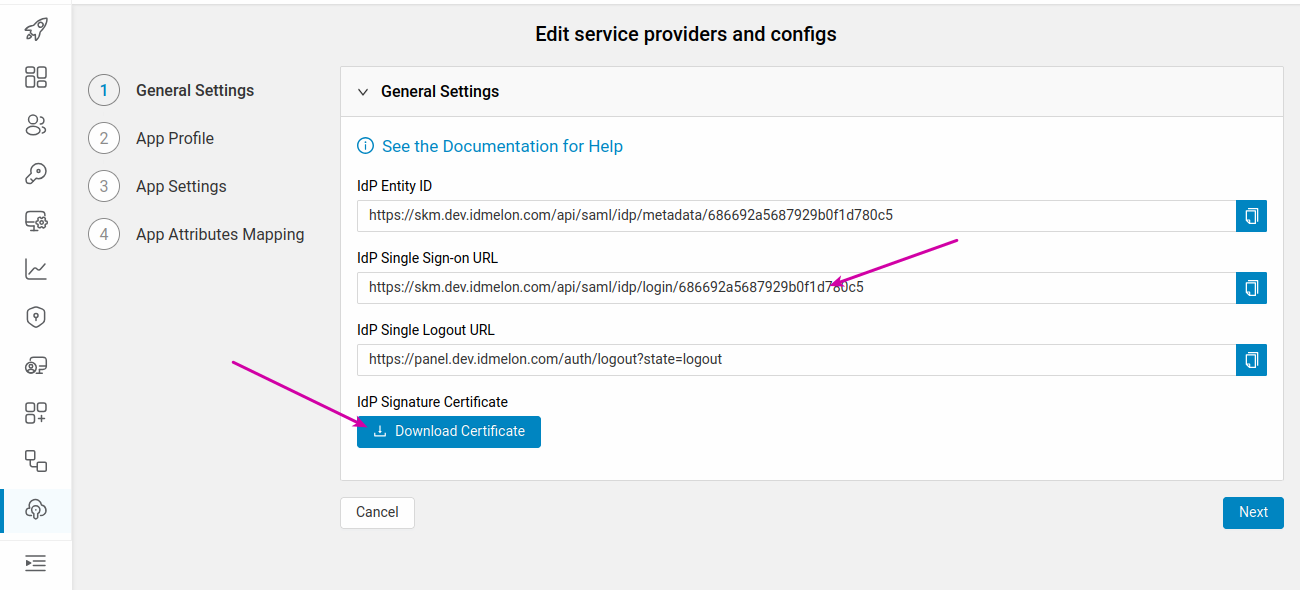 Edit service providers and configs
1 General Settings
2 App Profile
3 App Settings
4 App Attributes Mapping
General Settings
See the Documentation for Help
IdP Entity ID
https://skm.dev.idmelon.com/api/saml/idp/metadata/686692a5687929b0f1d780c5
IdP Single Sign-on URL
https://skm.dev.idmelon.com/api/saml/idp/login/686692a5687929b0f1d780c5
IdP Single Logout URL
https://panel.dev.idmelon.com/auth/logout?state=logout
IdP Signature Certificate
Download Certificate
Cancel
Next